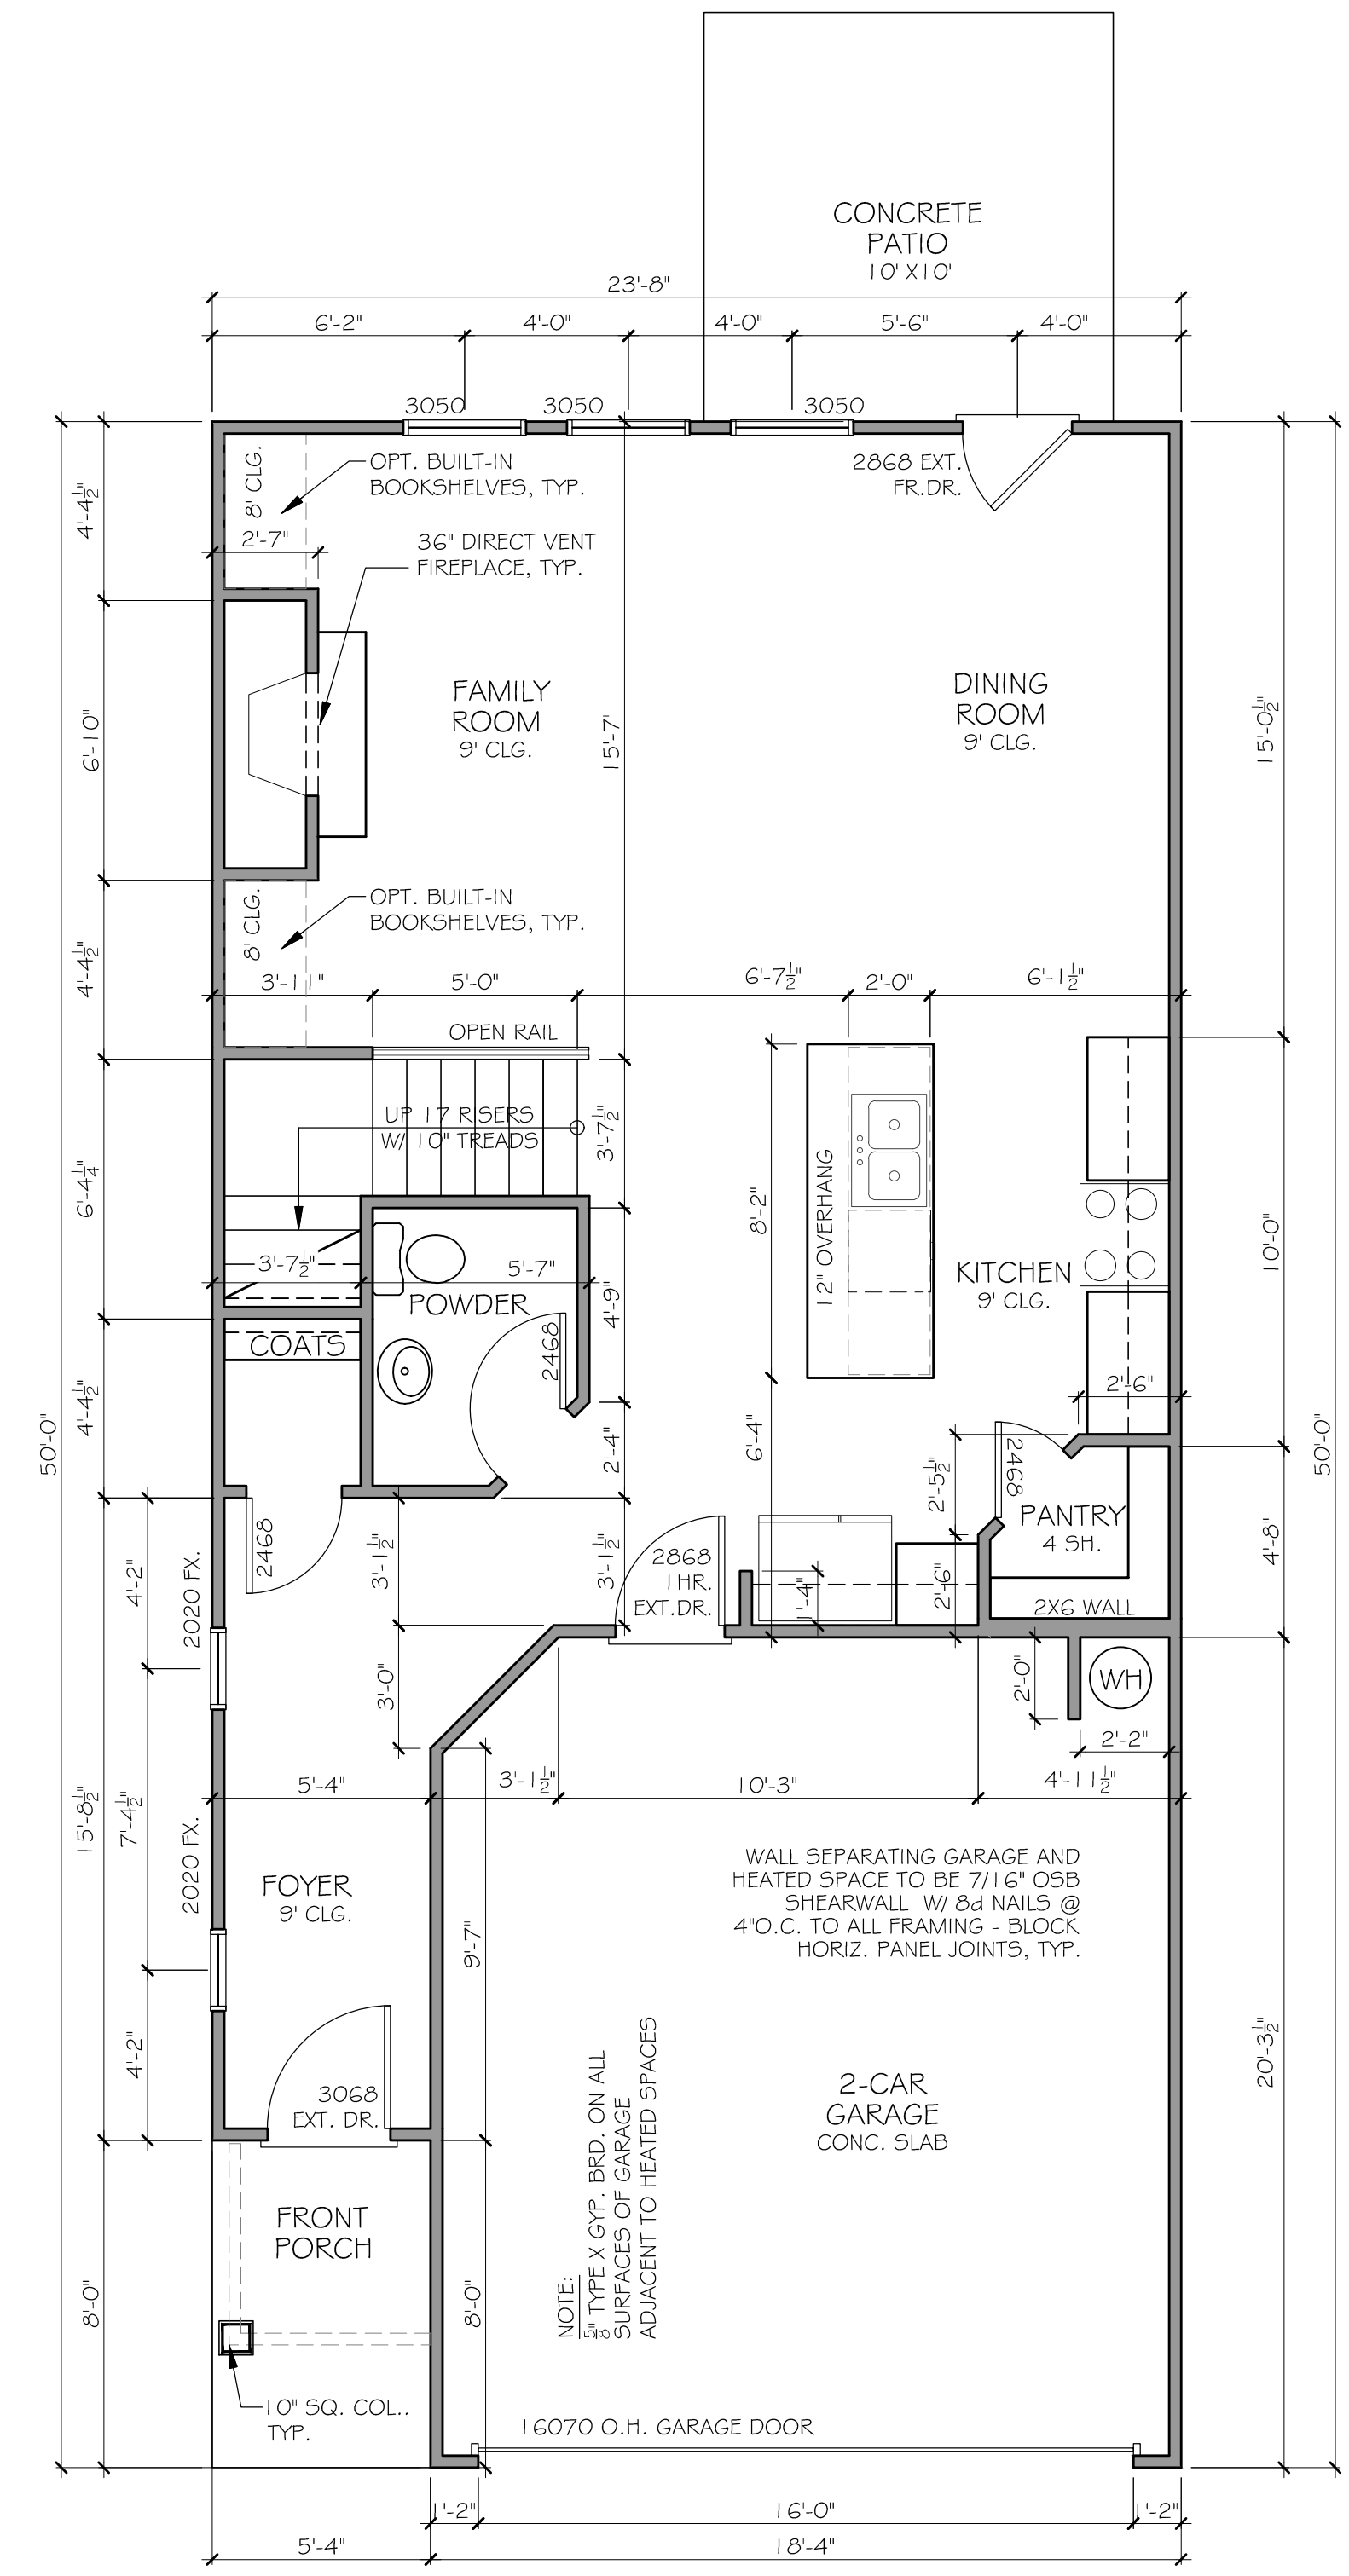 CONCRETE
PATIO
10' X10'
23'-8"
6'-2"
4'-0"
4'-0"
5'-6"
4'-0"
3050
3050
3050
8' CLG.
OPT. BUILT-IN
BOOKSHELVES, TYP.
2868 EXT.
FR.DR.
4'-4½"
2'-7"
36" DIRECT VENT
FIREPLACE, TYP.
FAMILY
ROOM
9' CLG.
DINING
ROOM
9' CLG.
6'-10"
15'-7"
15'-0½"
8' CLG.
OPT. BUILT-IN
BOOKSHELVES, TYP.
4'-4½"
3'-11"
5'-0"
6'-7½"
2'-0"
6'-1½"
OPEN RAIL
UP 17 RISERS
W/ 10" TREADS
3'-7½"
6'-4¼"
8'-2"
12" OVERHANG
10'-0"
3'-7½"
5'-7"
POWDER
KITCHEN
9' CLG.
4'-9"
2468
COATS
4'-4½"
2'-6"
50'-0"
50'-0"
2'-4"
6'-4"
2'-5½"
2468
PANTRY
4 SH.
4'-8"
2468
4'-2"
2020 FX.
3'-1½"
3'-1½"
2868
1HR.
EXT.DR.
1'-4"
2'-6"
2X6 WALL
3'-0"
2'-0"
WH
2'-2"
5'-4"
3'-1½"
10'-3"
4'-11½"
15'-8½"
7'-4½"
2020 FX.
WALL SEPARATING GARAGE AND
HEATED SPACE TO BE 7/16" OSB
SHEARWALL W/ 8d NAILS @
4"O.C. TO ALL FRAMING - BLOCK
HORIZ. PANEL JOINTS, TYP.
FOYER
9' CLG.
9'-7"
4'-2"
20'-3½"
3068
EXT. DR.
2-CAR
GARAGE
CONC. SLAB
NOTE:
⅝" TYPE X GYP. BRD. ON ALL
SURFACES OF GARAGE
ADJACENT TO HEATED SPACES
FRONT
PORCH
8'-0"
8'-0"
10" SQ. COL.,
TYP.
16070 O.H. GARAGE DOOR
1'-2"
16'-0"
1'-2"
5'-4"
18'-4"